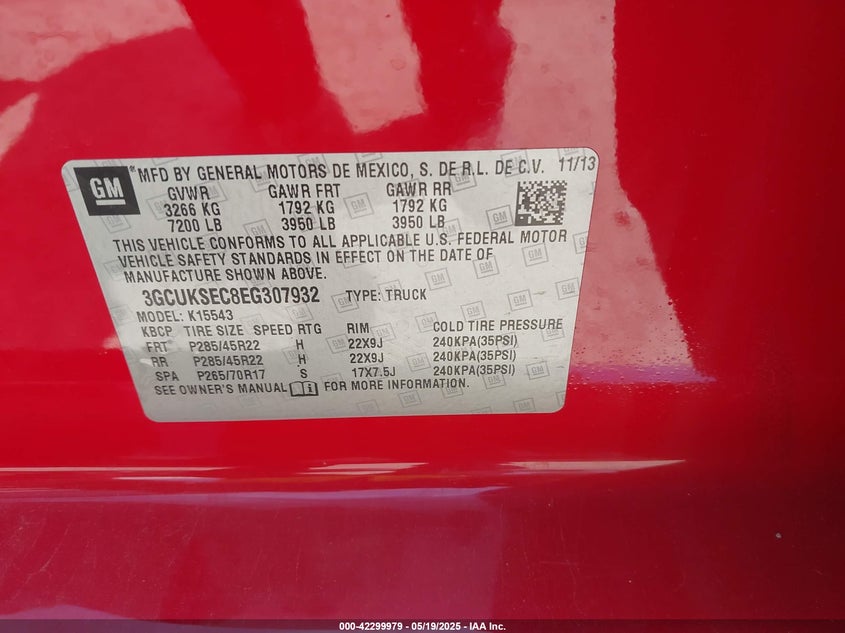 GM
® MFD BY GENERAL MOTORS DE MEXICO, S. DE R.L. DE C.V. 11/13
GVWR GAWR FRT GAWR RR
3266 KG 1792 KG 1792 KG
7200 LB 3950 LB 3950 LB
THIS VEHICLE CONFORMS TO ALL APPLICABLE U.S. FEDERAL MOTOR
VEHICLE SAFETY STANDARDS IN EFFECT ON THE DATE OF
MANUFACTURE SHOWN ABOVE.
3GCUKSEC8EG307932 TYPE: TRUCK
MODEL: K15543
KBCP TIRE SIZE SPEED RTG RIM COLD TIRE PRESSURE
FRT P285/45R22 H 22X9J 240KPA(35PSI)
RR P285/45R22 H 22X9J 240KPA(35PSI)
SPA P265/70R17 S 17X7.5J 240KPA(35PSI)
SEE OWNER'S MANUAL FOR MORE INFORMATION.
000-42299979 - 05/19/2025 - IAA Inc.